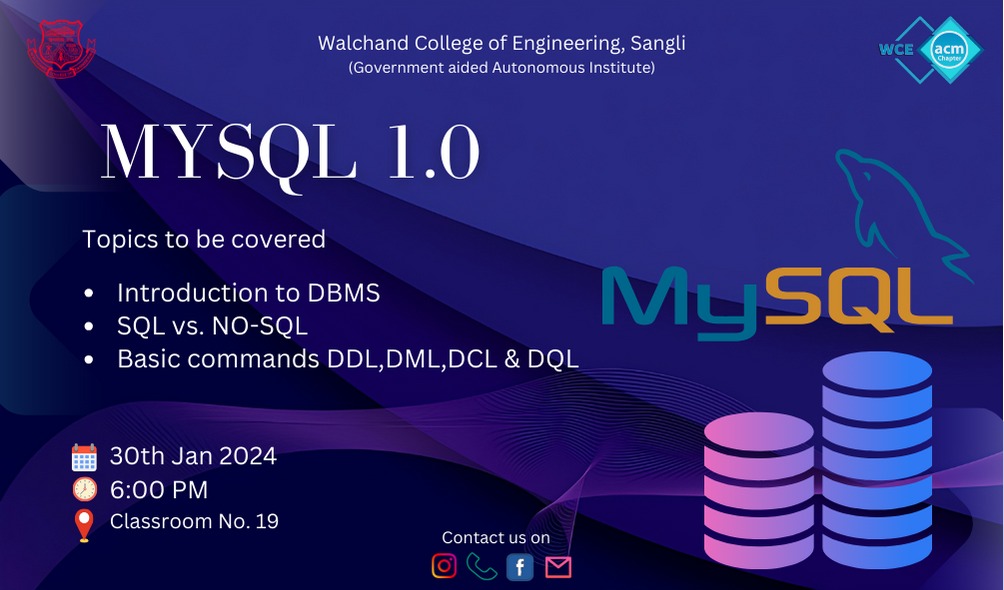 Walchand College of Engineering, Sangli
(Government aided Autonomous Institute)
WCE
acm
Chapter
MYSQL 1.0
Topics to be covered
• Introduction to DBMS
• SQL vs. NO-SQL
• Basic commands DDL,DML,DCL & DQL
MySQL
30th Jan 2024
6:00 PM
Classroom No. 19
Contact us on